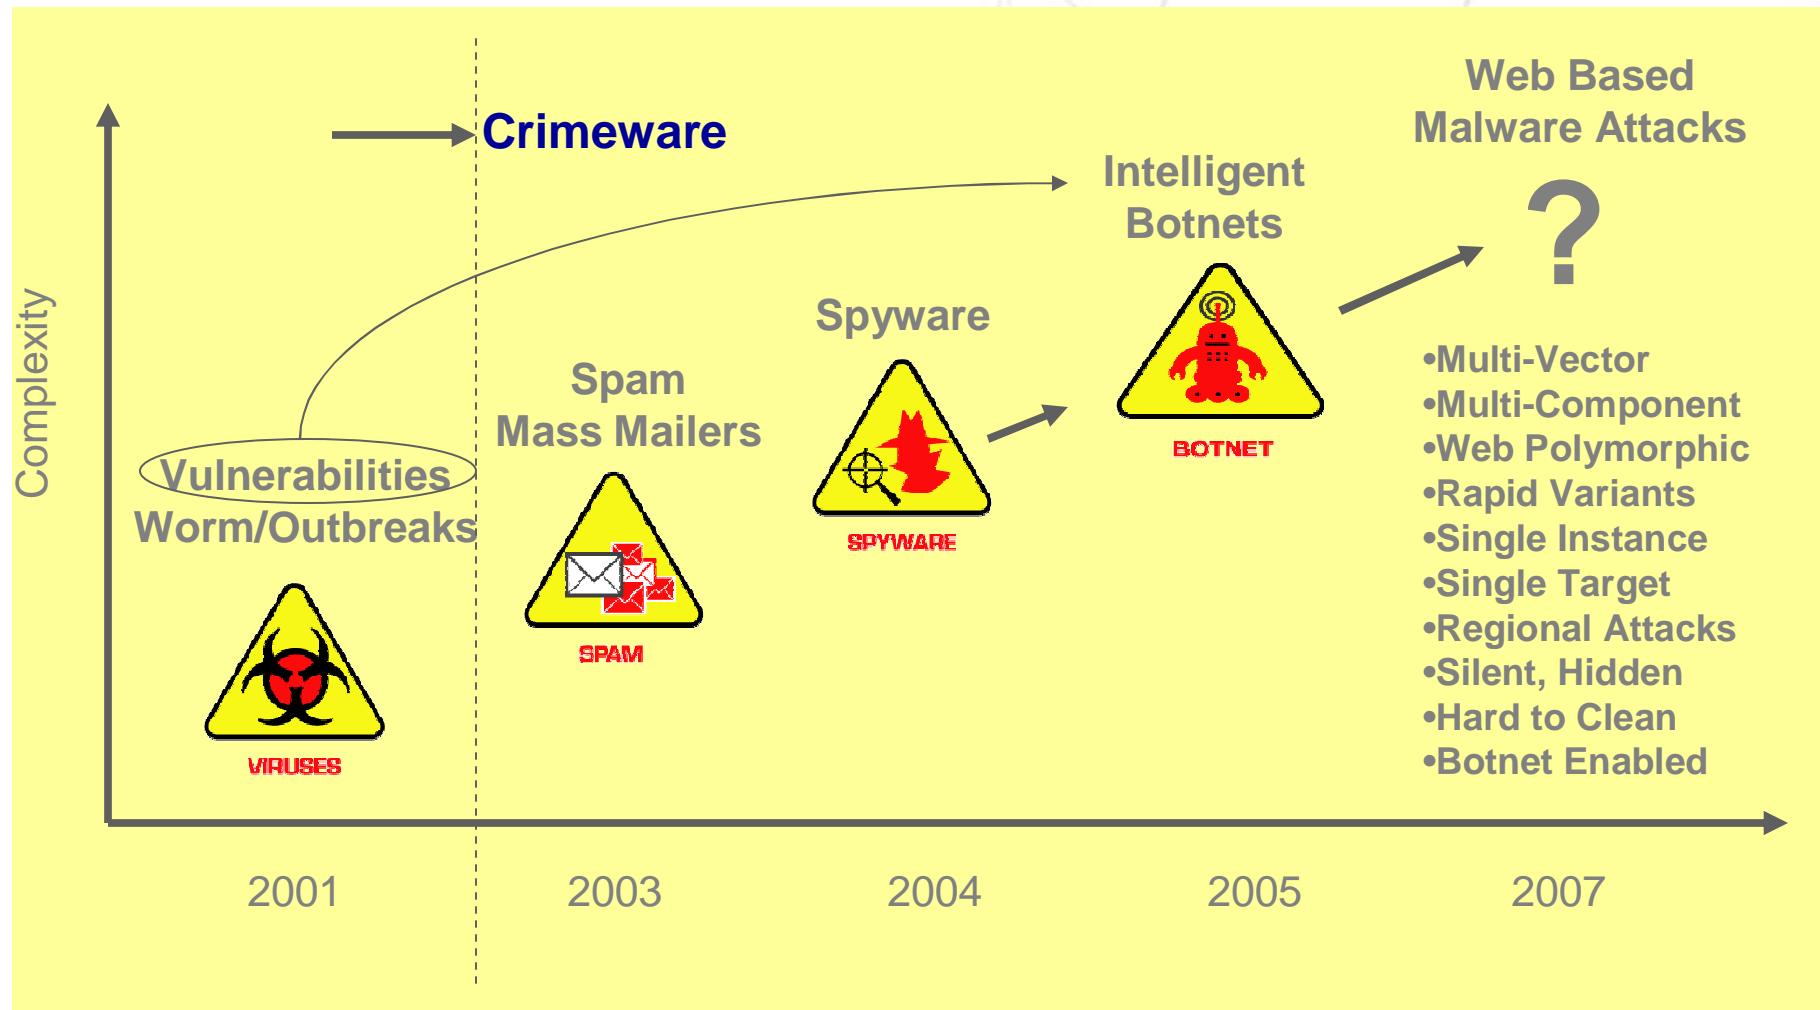 Web Based
Malware Attacks
Crimeware
Intelligent
Botnets
?
Complexity
Spyware
Spam
Mass Mailers
Vulnerabilities
Worm/Outbreaks
VIRUSES
SPAM
SPYWARE
BOTNET
•Multi-Vector
•Multi-Component
•Web Polymorphic
•Rapid Variants
•Single Instance
•Single Target
•Regional Attacks
•Silent, Hidden
•Hard to Clean
•Botnet Enabled
2001
2003
2004
2005
2007